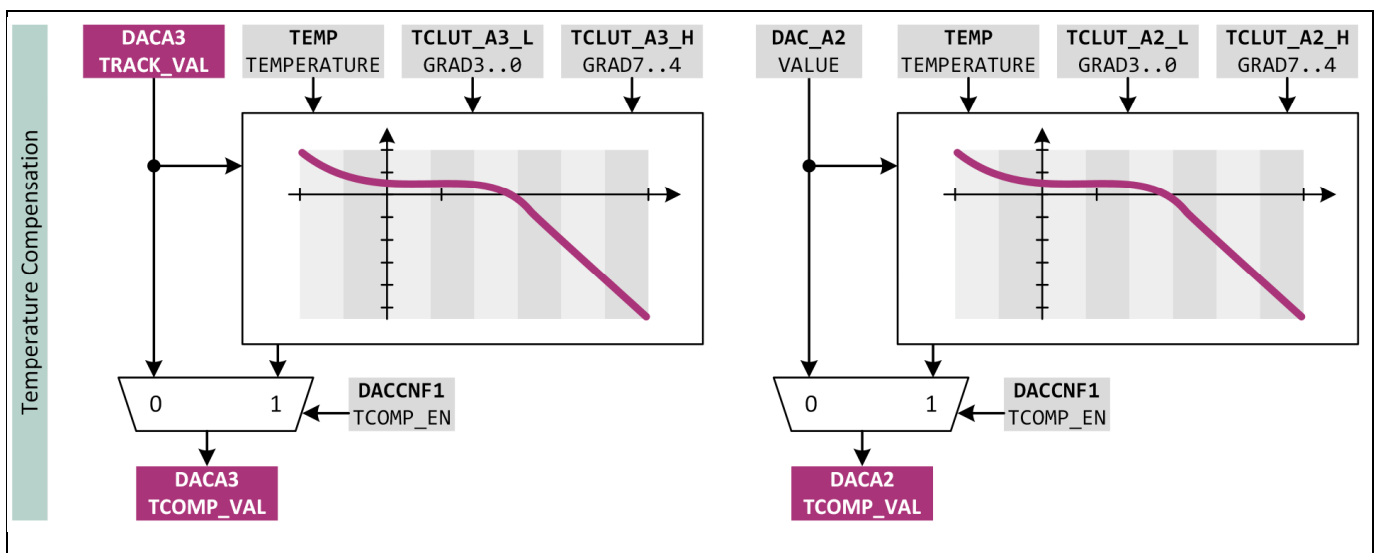 Temperature Compensation
DACA3
TRACK_VAL
TEMP
TEMPERATURE
TCLUT_A3_L
GRAD3..0
TCLUT_A3_H
GRAD7..4
0
1
DACCNF1
TCOMP_EN
DACA3
TCOMP_VAL
DAC_A2
VALUE
TEMP
TEMPERATURE
TCLUT_A2_L
GRAD3..0
TCLUT_A2_H
GRAD7..4
0
1
DACCNF1
TCOMP_EN
DACA2
TCOMP_VAL